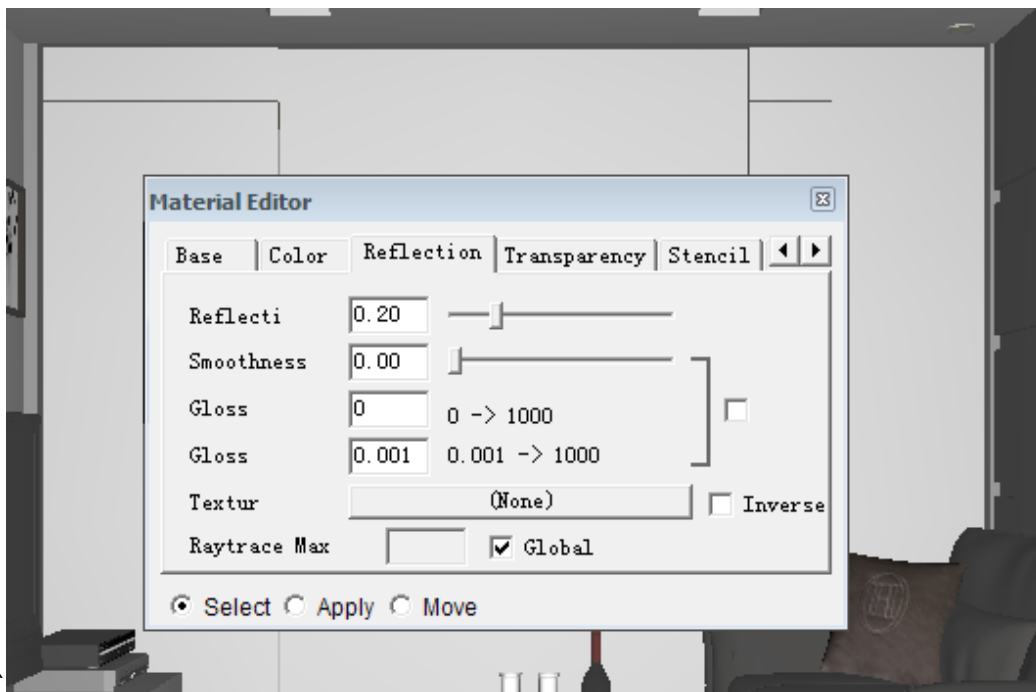 Material Editor
Base Color Reflection Transparency Stencil
Reflecti 0.20
Smoothness 0.00
Gloss 0 0 -> 1000
Gloss 0.001 0.001 -> 1000
Textur (None) Inverse
Raytrace Max Global
Select Apply Move